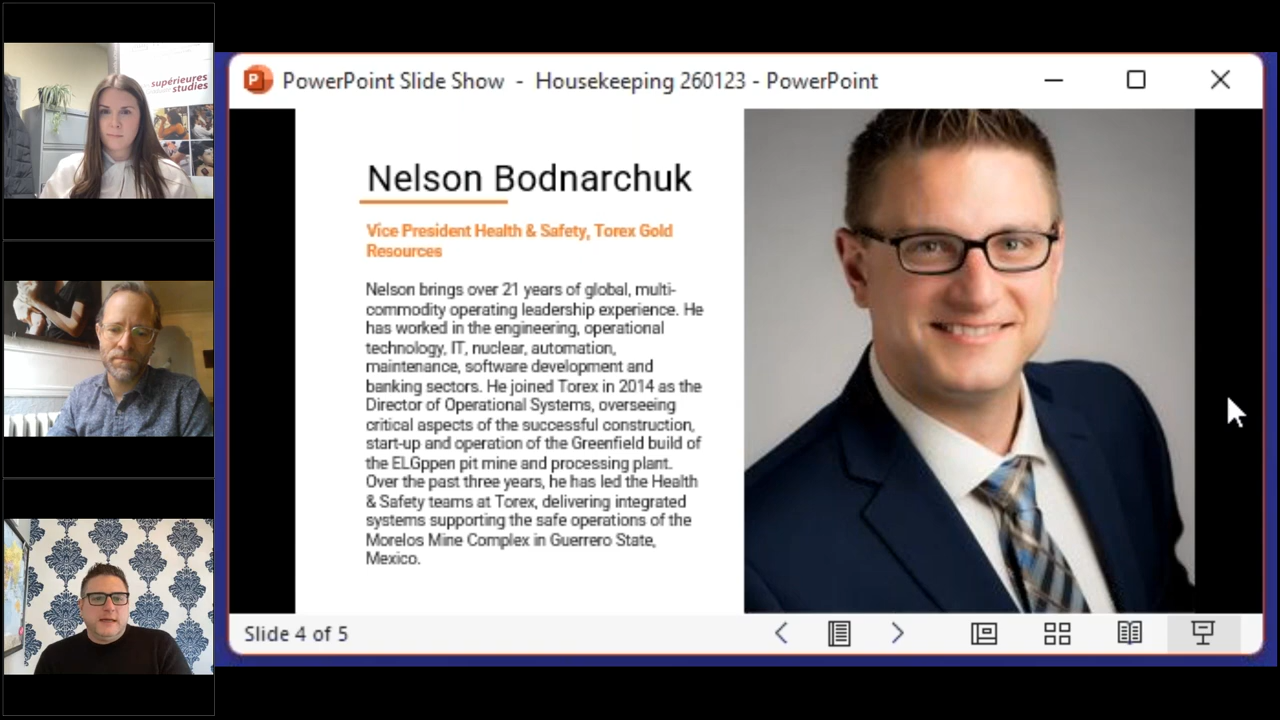 supérieures
studies
PowerPoint Slide Show - Housekeeping 260123 - PowerPoint
Nelson Bodnarchuk
Vice President Health & Safety, Torex Gold
Resources
Nelson brings over 21 years of global, multi-
commodity operating leadership experience. He
has worked in the engineering, operational
technology, IT, nuclear, automation,
maintenance, software development and
banking sectors. He joined Torex in 2014 as the
Director of Operational Systems, overseeing
critical aspects of the successful construction,
start-up and operation of the Greenfield build of
the ELGppen pit mine and processing plant.
Over the past three years, he has led the Health
& Safety teams at Torex, delivering integrated
systems supporting the safe operations of the
Morelos Mine Complex in Guerrero State,
Mexico.
Slide 4 of 5